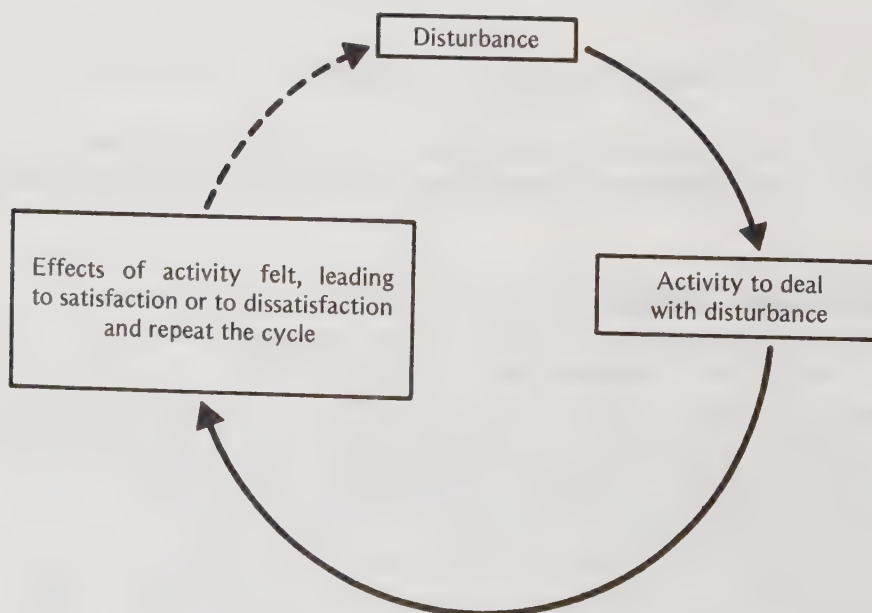 Disturbance
Activity to deal
with disturbance
Effects of activity felt, leading
to satisfaction or to dissatisfaction
and repeat the cycle